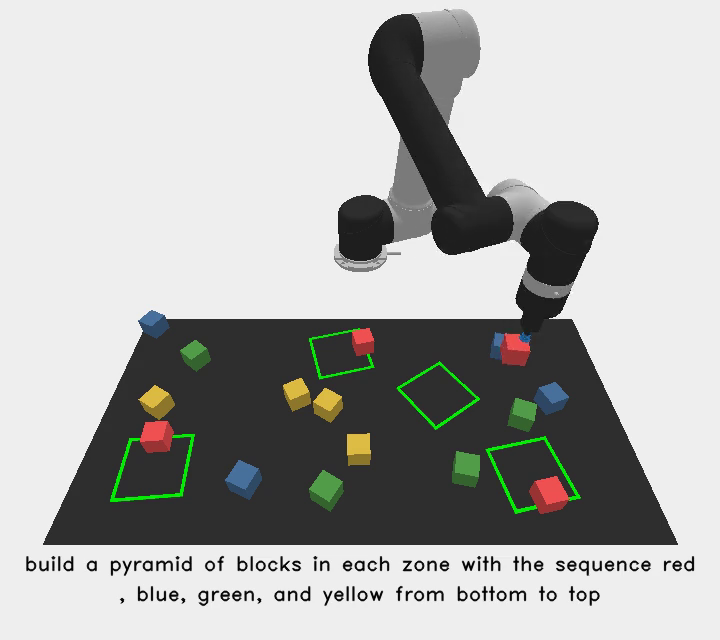 build a pyramid of blocks in each zone with the sequence red
, blue, green, and yellow from bottom to top